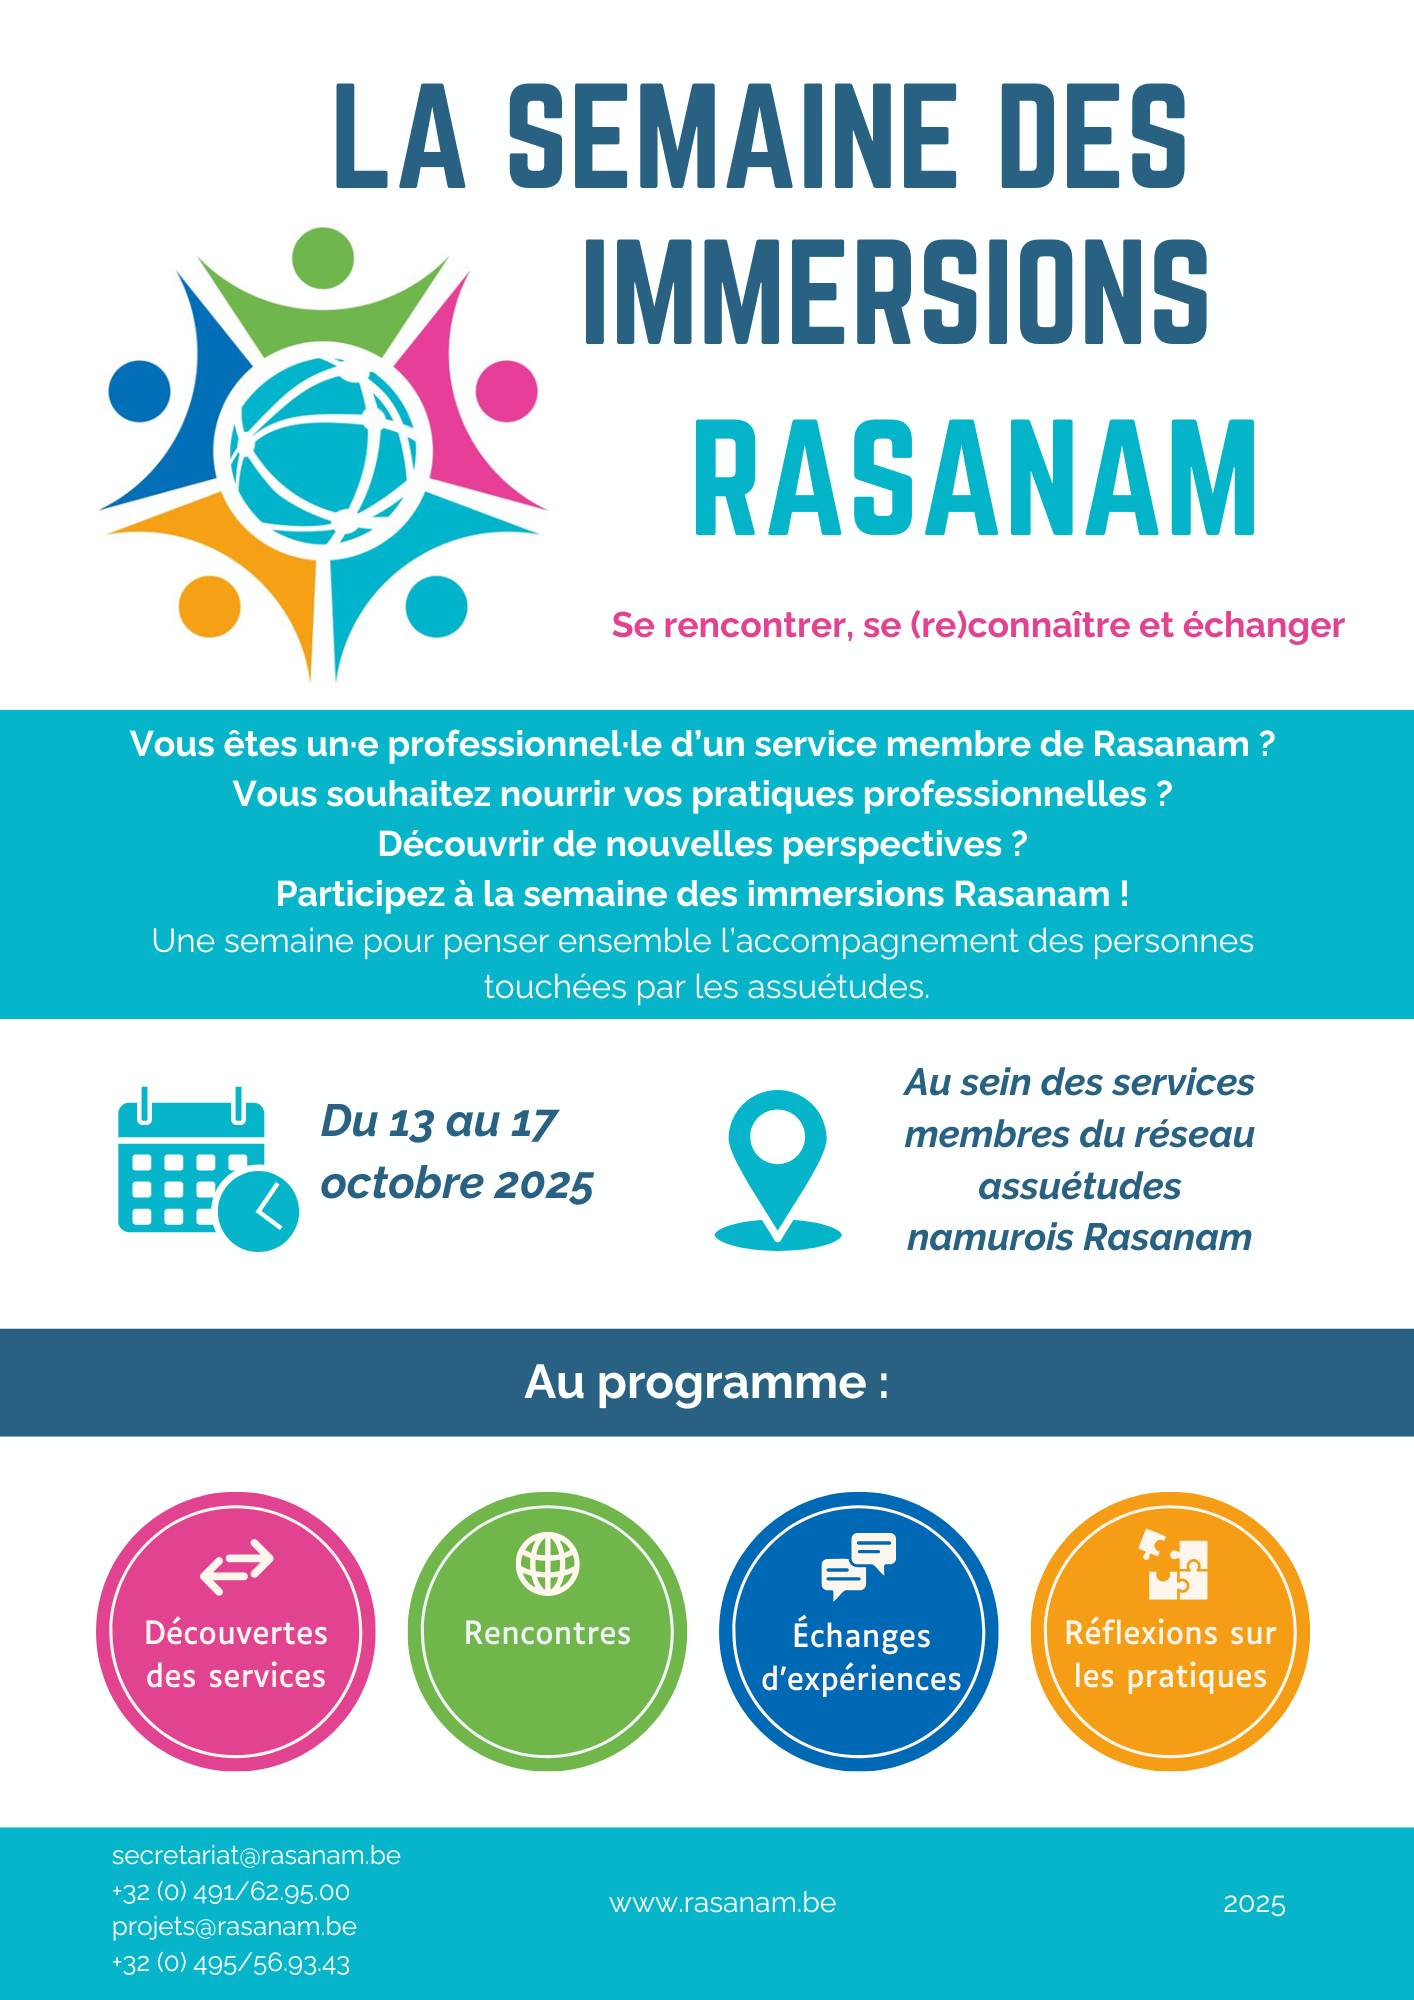 LA SEMAINE DES
IMMERSIONS
RASANAM
Se rencontrer, se (re)connaître et échanger
Vous êtes un·e professionnel·le d’un service membre de Rasanam ?
Vous souhaitez nourrir vos pratiques professionnelles ?
Découvrir de nouvelles perspectives ?
Participez à la semaine des immersions Rasanam !
Une semaine pour penser ensemble l’accompagnement des personnes
touchées par les assuétudes.
Du 13 au 17
octobre 2025
Au sein des services
membres du réseau
assuétudes
namurois Rasanam
Au programme :
Découvertes
des services
Rencontres
Échanges
d’expériences
Réflexions sur
les pratiques
secretariat@rasanam.be
+32 (0) 491/62.95.00
projets@rasanam.be
+32 (0) 495/56.93.43
www.rasanam.be
2025